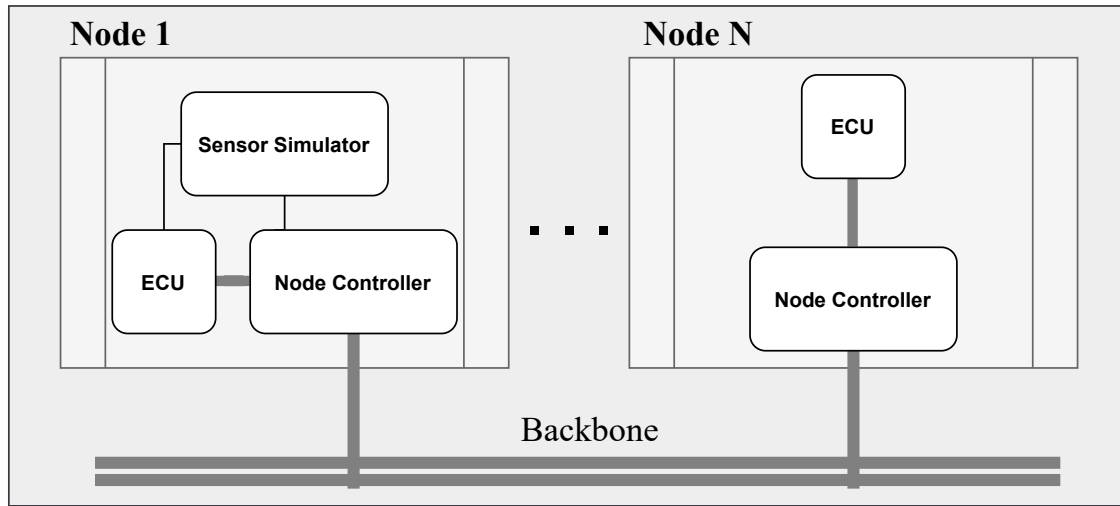 Node 1
Node N
Sensor Simulator
ECU
Node Controller
. . .
ECU
Node Controller
Backbone